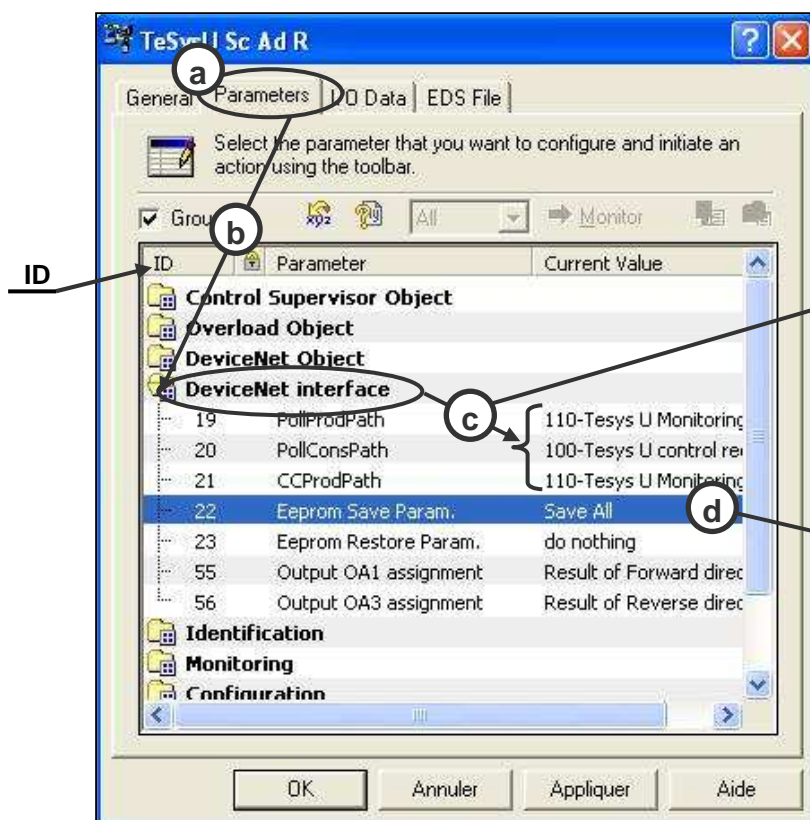 TeSysU Sc Ad R
a
General Parameters I/O Data EDS File
Select the parameter that you want to configure and initiate an
action using the toolbar.
b
xyz
All
Monitor
ID
ID Parameter Current Value
Control Supervisor Object
Overload Object
DeviceNet Object
DeviceNet interface
c
19 PollProdPath 110-Tesys U Monitoring
20 PollConsPath 100-Tesys U control re
21 CCProdPath 110-Tesys U Monitoring
22 Eeprom Save Param. Save All
d
23 Eeprom Restore Param. do nothing
55 Output OA1 assignment Result of Forward direc
56 Output OA3 assignment Result of Reverse direc
Identification
Monitoring
Configuration
OK Annuler Appliquer Aide